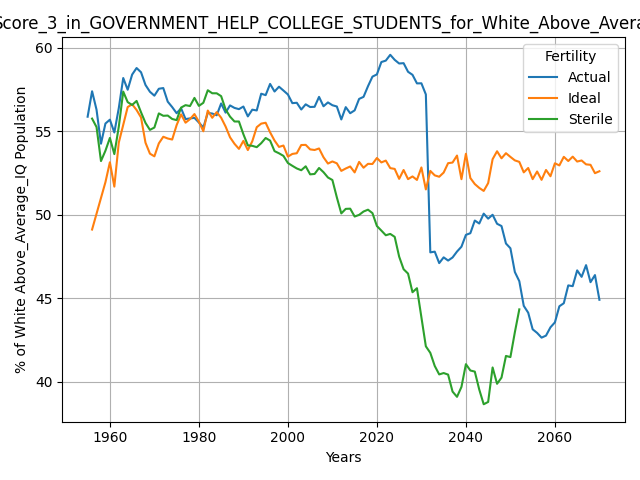 Score_3_in_GOVERNMENT_HELP_COLLEGE_STUDENTS_for_White_Above_Avera
Fertility
Actual
Ideal
Sterile
% of White Above_Average_IQ Population
60
55
50
45
40
1960 1980 2000 2020 2040 2060
Years